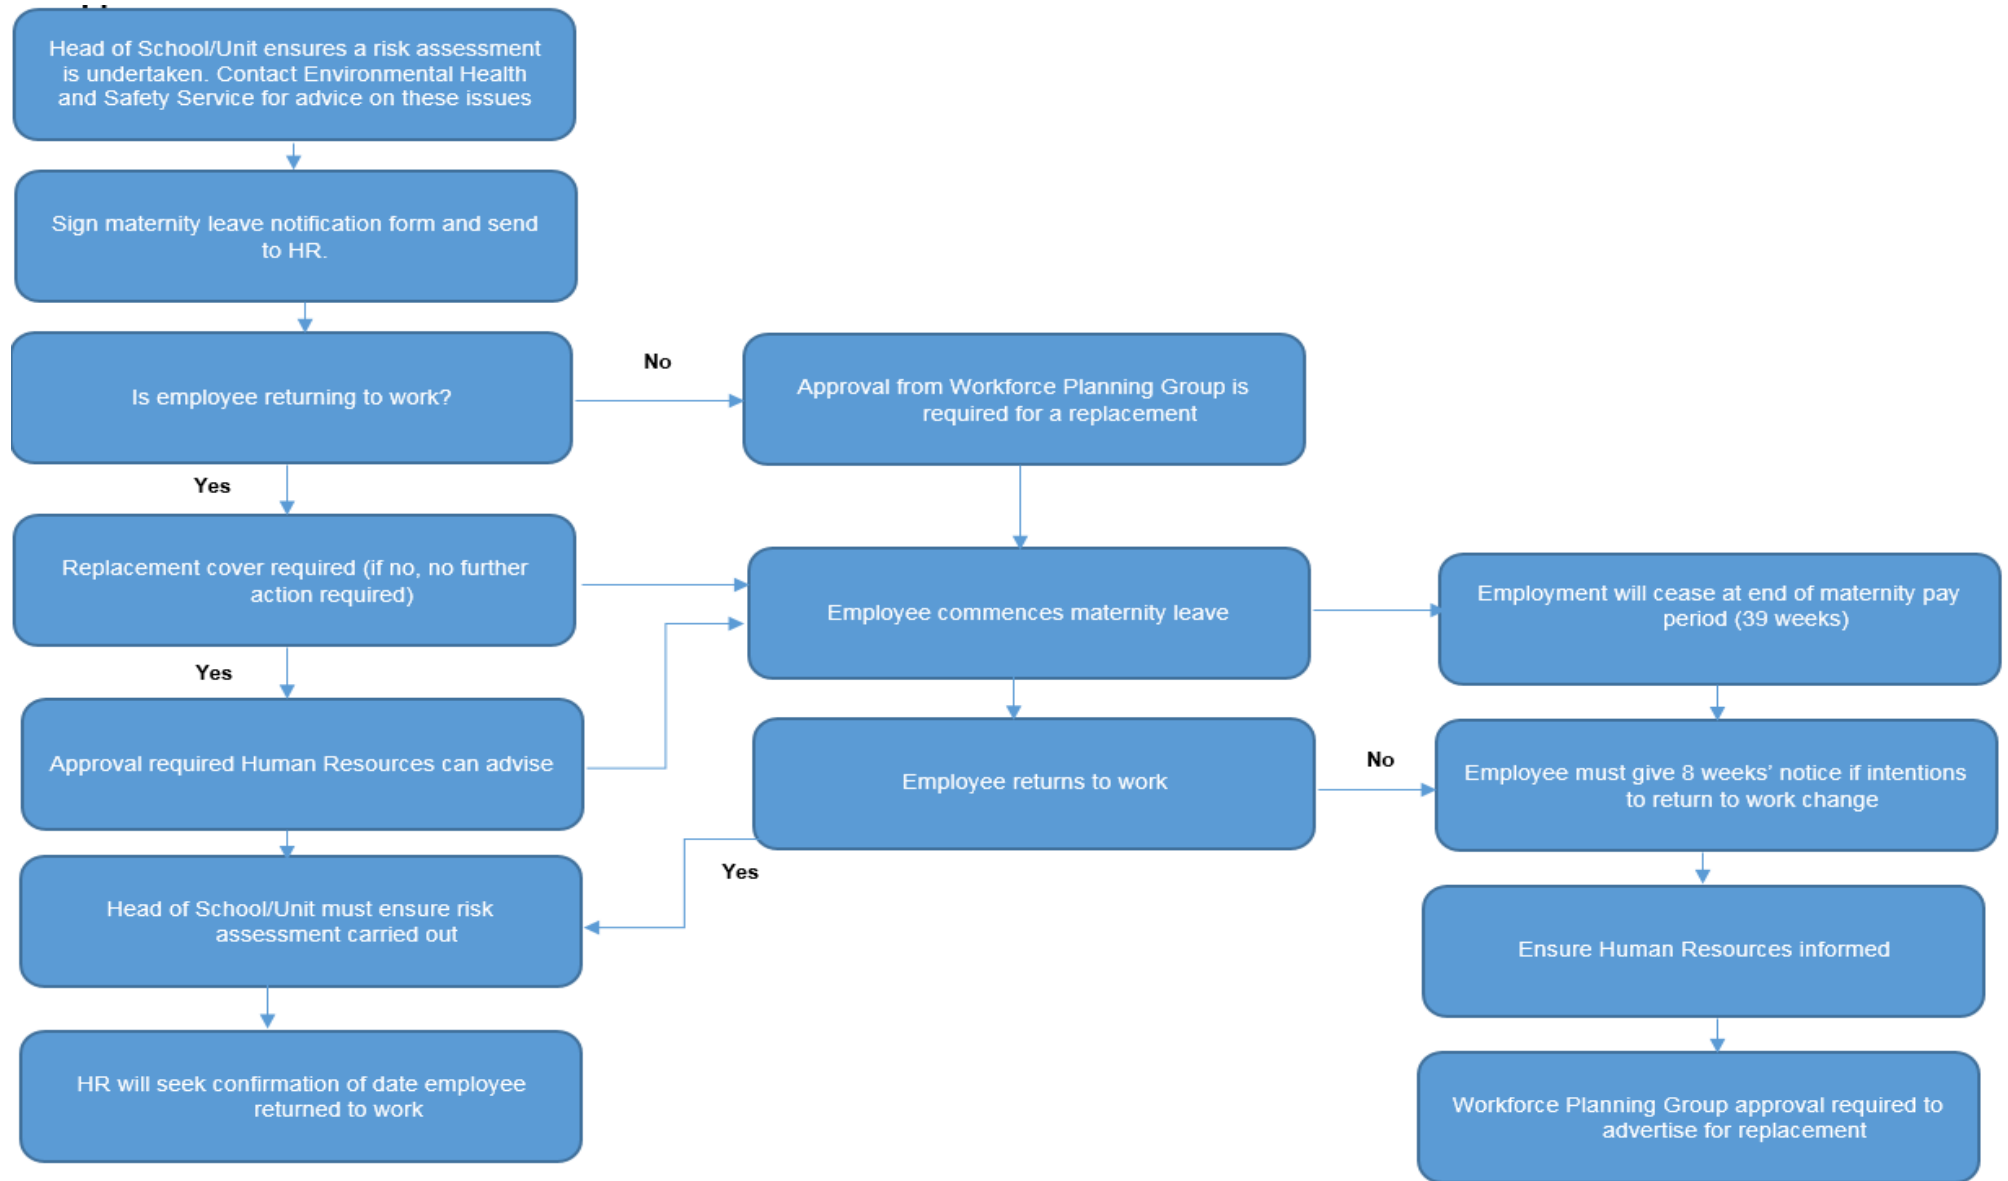 Head of School/Unit ensures a risk assessment
is undertaken. Contact Environmental Health
and Safety Service for advice on these issues
Sign maternity leave notification form and send
to HR.
Is employee returning to work?
No
Approval from Workforce Planning Group is
required for a replacement
Yes
Replacement cover required (if no, no further
action required)
Employee commences maternity leave
Employment will cease at end of maternity pay
period (39 weeks)
Yes
Approval required Human Resources can advise
Employee returns to work
No
Employee must give 8 weeks’ notice if intentions
to return to work change
Yes
Head of School/Unit must ensure risk
assessment carried out
Ensure Human Resources informed
HR will seek confirmation of date employee
returned to work
Workforce Planning Group approval required to
advertise for replacement